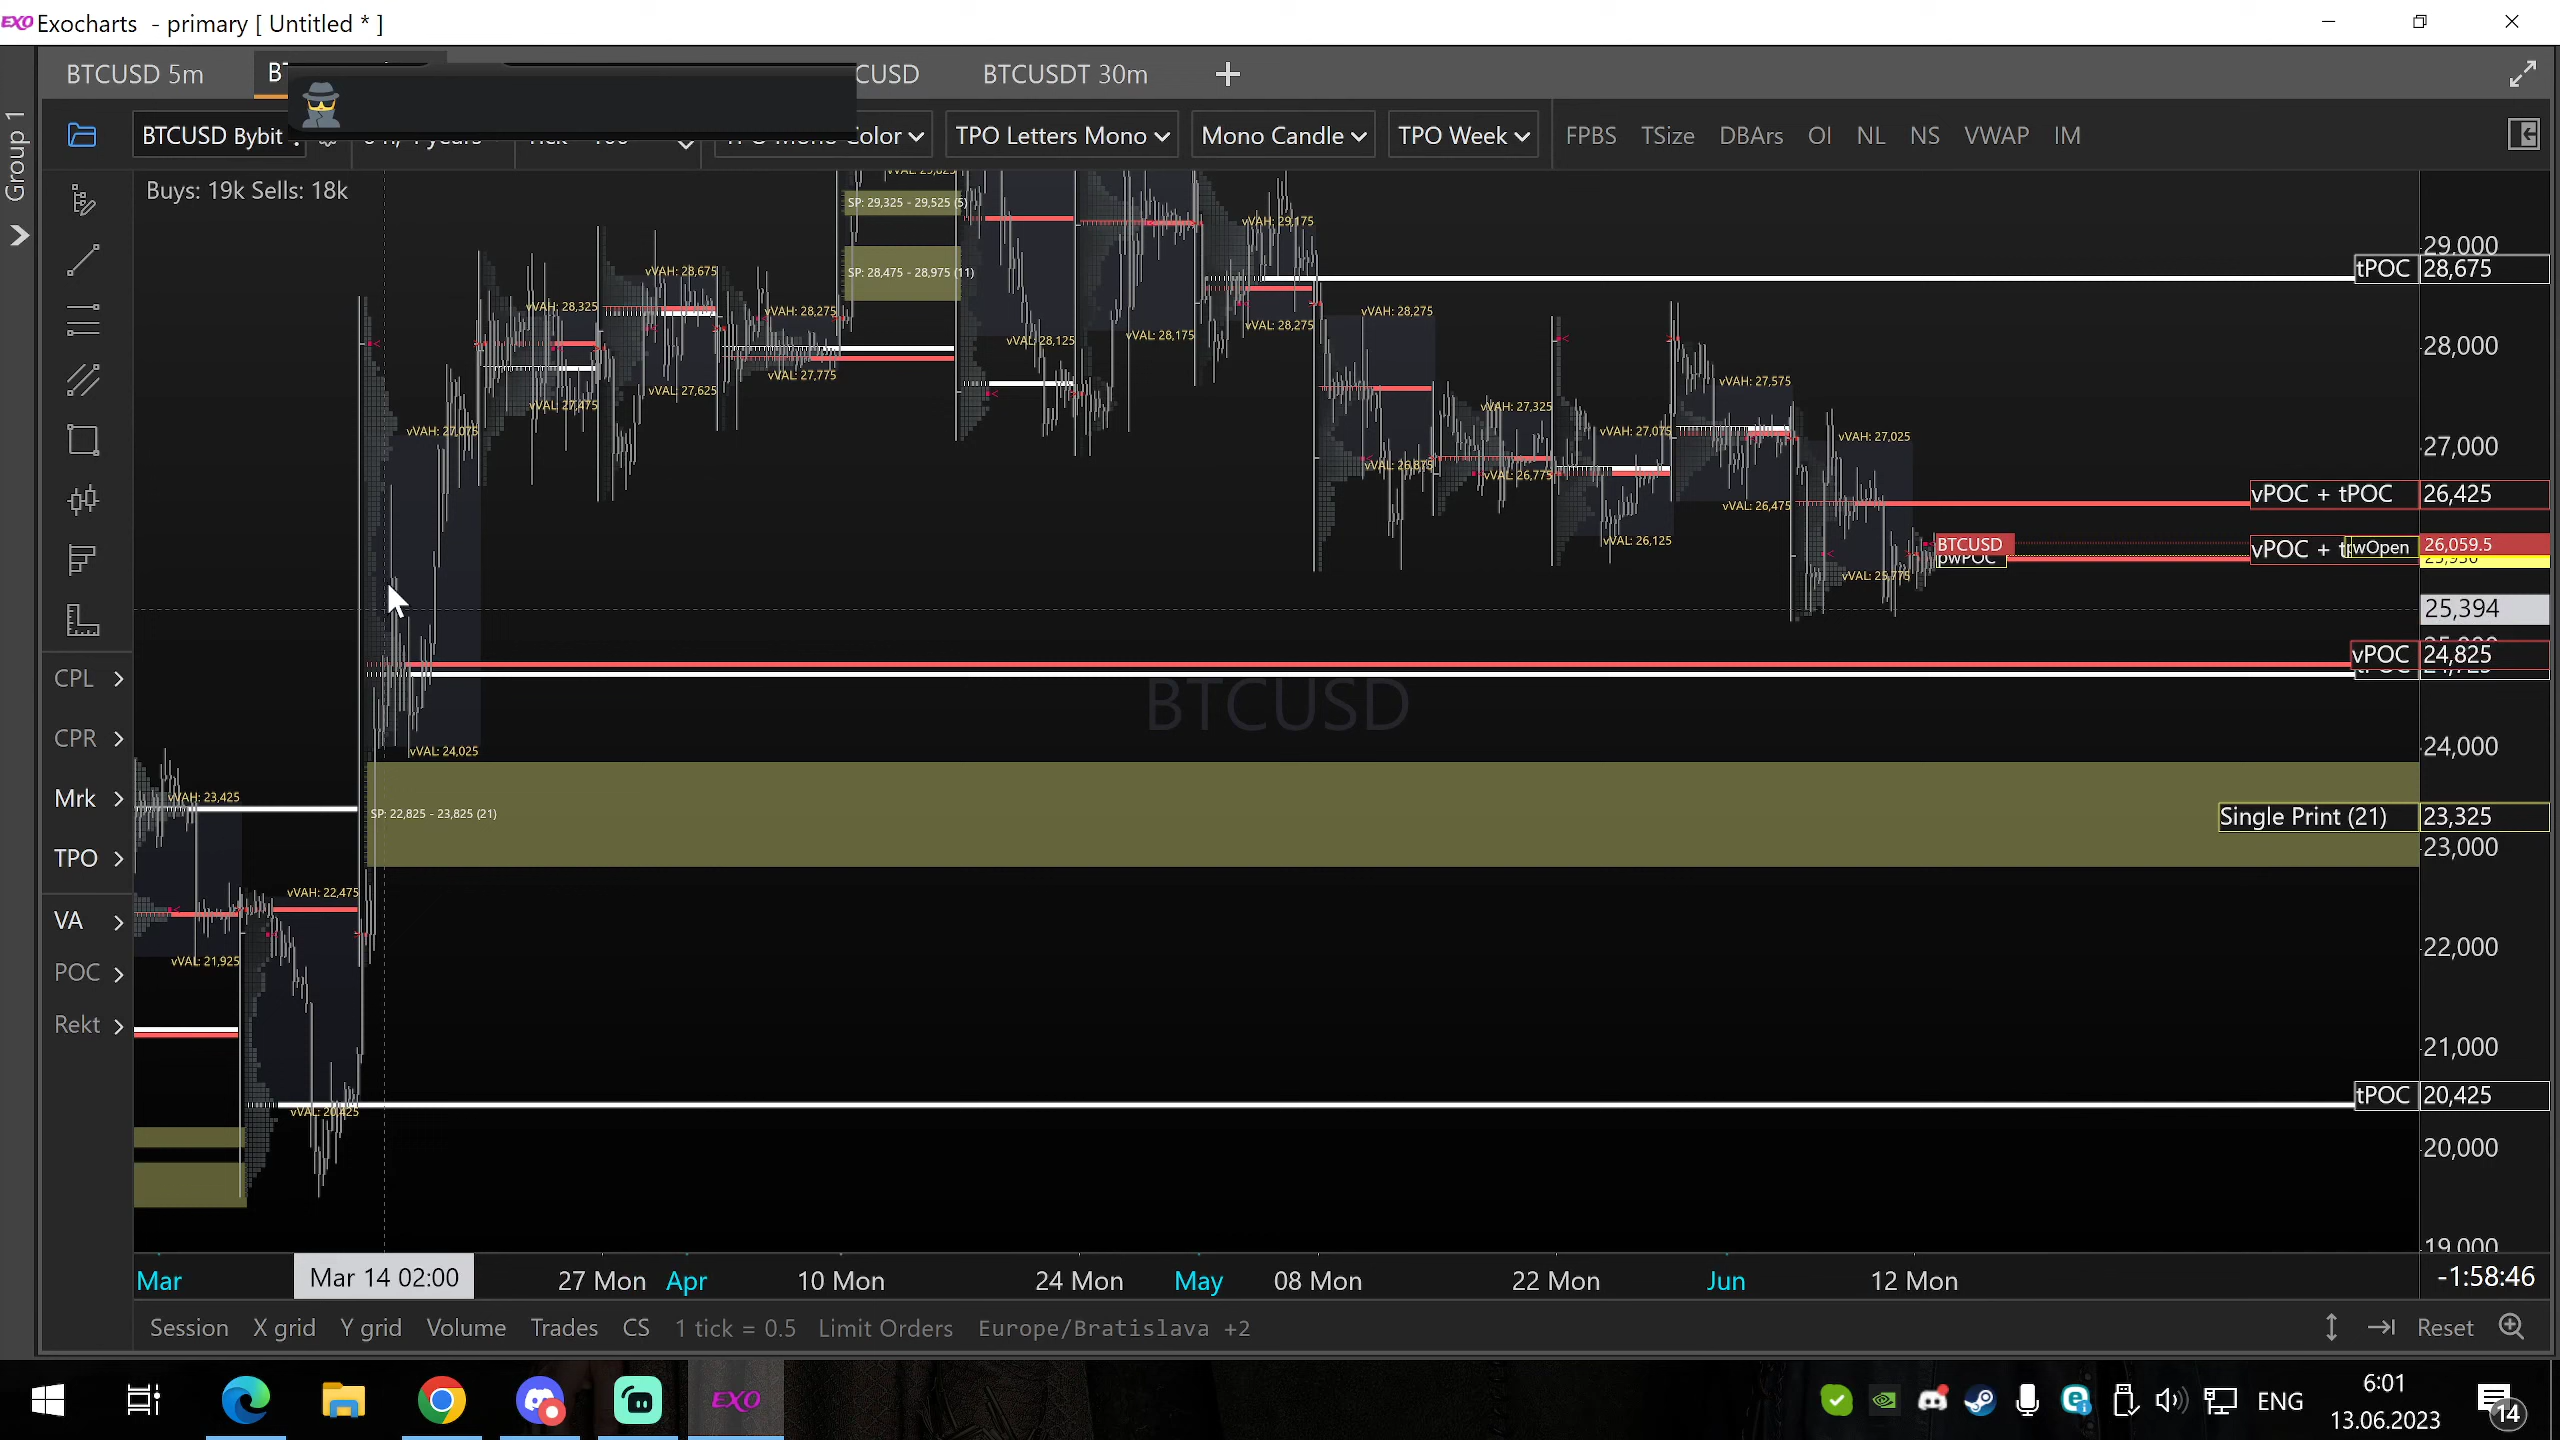 EXO Exocharts - primary [ Untitled * ]
BTCUSD 5m
CUSD
BTCUSDT 30m
Group 1
BTCUSD Bybit
Color
TPO Letters Mono
Mono Candle
TPO Week
FPBS
TSize
DBArs
OI
NL
NS
VWAP
IM
Buys: 19k Sells: 18k
SP: 29,325 - 29,525 (5)
vVAH: 29,175
29,000
tPOC 28,675
vVAH: 28,675
SP: 28,475 - 28,975 (11)
vVAH: 28,325
vVAH: 28,275
vVAL: 28,275
vVAH: 28,275
vVAL: 28,175
vVAL: 28,125
28,000
vVAL: 27,775
vVAL: 27,625
vVAH: 27,575
vVAL: 27,475
vVAH: 27,325
vVAH: 27,075
vVAH: 27,075
vVAH: 27,025
27,000
vVAL: 26,875
vVAL: 26,775
vPOC + tPOC 26,425
vVAL: 26,475
vVAL: 26,125
BTCUSD
pwPOC
vPOC +
wOpen
26,059.5
vVAL: 25,775
25,394
vPOC 24,825
BTCUSD
CPL
CPR
Mrk
TPO
VA
POC
Rekt
vVAL: 24,025
24,000
vVAH: 23,425
SP: 22,825 - 23,825 (21)
Single Print (21) 23,325
23,000
vVAH: 22,475
vVAL: 21,925
22,000
21,000
vVAL: 20,425
tPOC 20,425
20,000
19,000
Mar
Mar 14 02:00
27 Mon
Apr
10 Mon
24 Mon
May
08 Mon
22 Mon
Jun
12 Mon
-1:58:46
Session
X grid
Y grid
Volume
Trades
CS
1 tick = 0.5
Limit Orders
Europe/Bratislava +2
Reset
EXO
ENG
6:01
13.06.2023
14